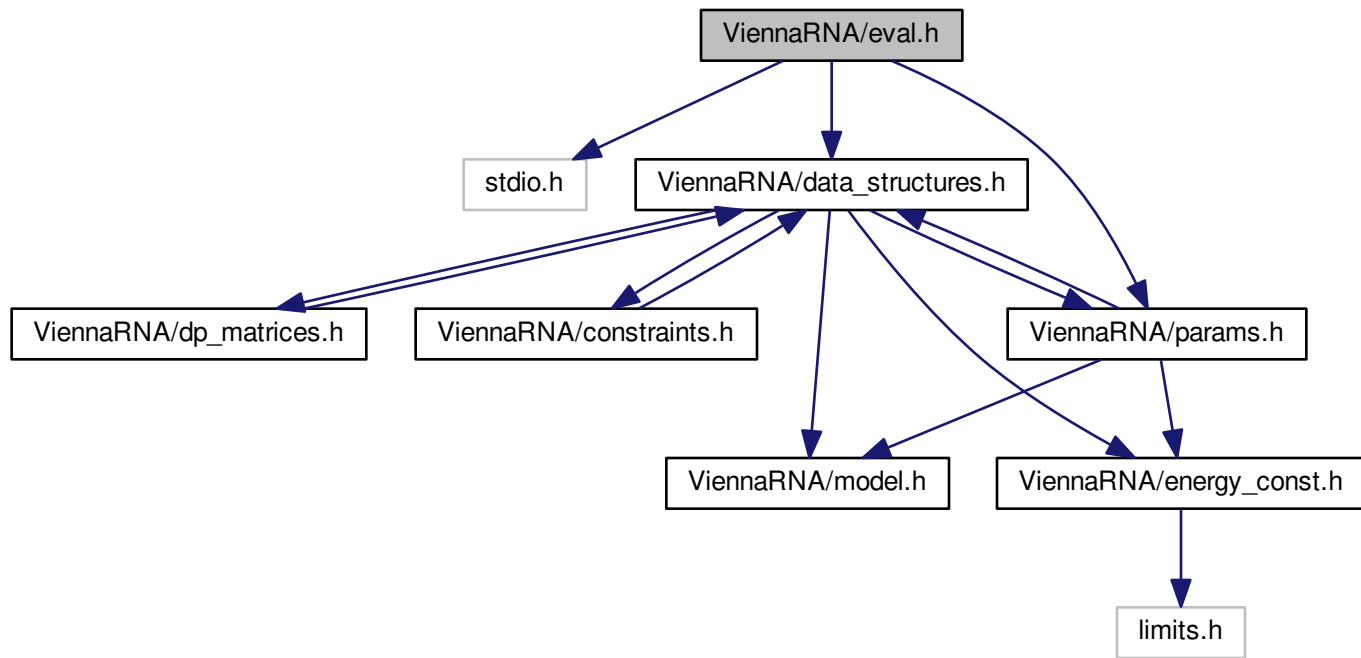 ViennaRNA/eval.h
stdio.h
ViennaRNA/data_structures.h
ViennaRNA/dp_matrices.h
ViennaRNA/constraints.h
ViennaRNA/params.h
ViennaRNA/model.h
ViennaRNA/energy_const.h
limits.h